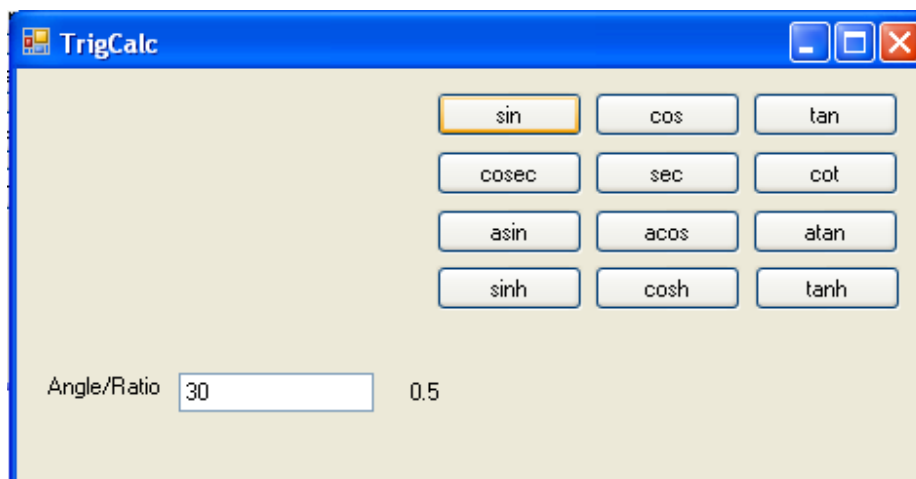 TrigCalc
sin cos tan
cosec sec cot
asin acos atan
sinh cosh tanh
Angle/Ratio 30 0.5